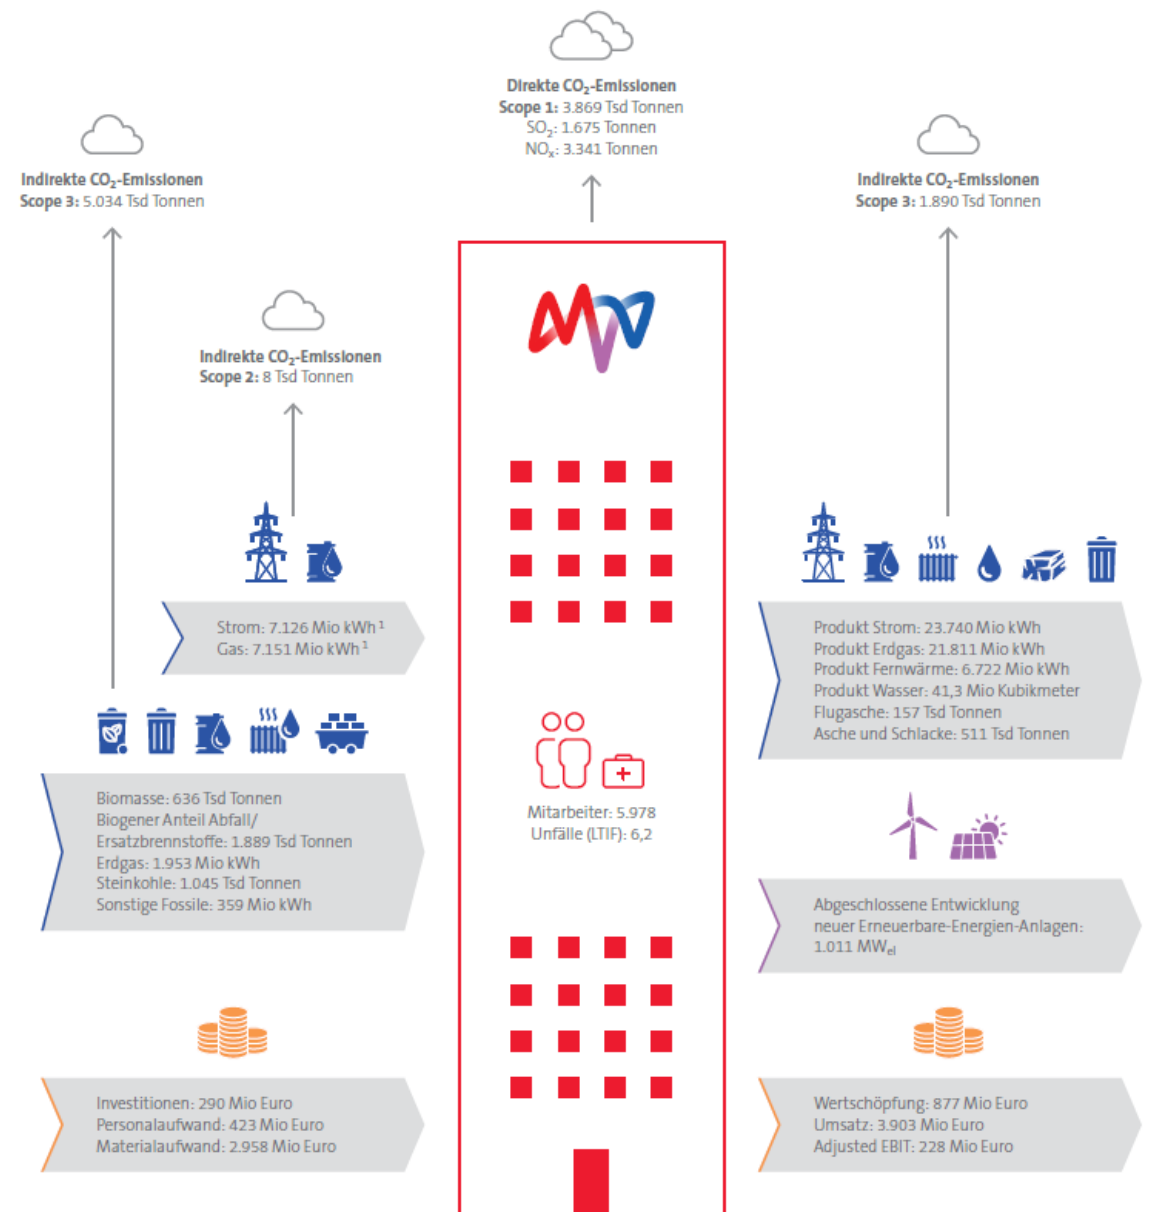 Direkte CO₂-Emissionen
Scope 1: 3.869 Tsd Tonnen
SO₂: 1.675 Tonnen
NOₓ: 3.341 Tonnen
Indirekte CO₂-Emissionen
Scope 3: 5.034 Tsd Tonnen
Indirekte CO₂-Emissionen
Scope 3: 1.890 Tsd Tonnen
Indirekte CO₂-Emissionen
Scope 2: 8 Tsd Tonnen
MVV
Strom: 7.126 Mio kWh ¹
Gas: 7.151 Mio kWh ¹
Biomasse: 636 Tsd Tonnen
Biogener Anteil Abfall/
Ersatzbrennstoffe: 1.889 Tsd Tonnen
Erdgas: 1.953 Mio kWh
Steinkohle: 1.045 Tsd Tonnen
Sonstige Fossile: 359 Mio kWh
Investitionen: 290 Mio Euro
Personalaufwand: 423 Mio Euro
Materialaufwand: 2.958 Mio Euro
Mitarbeiter: 5.978
Unfälle (LTIF): 6,2
Produkt Strom: 23.740 Mio kWh
Produkt Erdgas: 21.811 Mio kWh
Produkt Fernwärme: 6.722 Mio kWh
Produkt Wasser: 41,3 Mio Kubikmeter
Flugasche: 157 Tsd Tonnen
Asche und Schlacke: 511 Tsd Tonnen
Abgeschlossene Entwicklung
neuer Erneuerbare-Energien-Anlagen:
1.011 MWₑₗ
Wertschöpfung: 877 Mio Euro
Umsatz: 3.903 Mio Euro
Adjusted EBIT: 228 Mio Euro